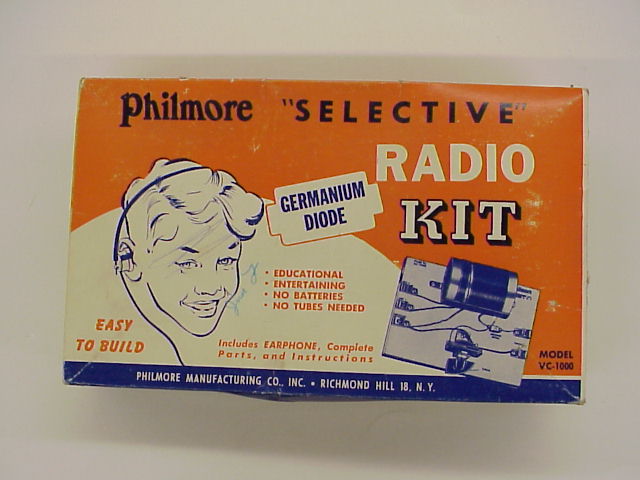 Philmore "SELECTIVE"
RADIO
KIT
GERMANIUM
DIODE
• EDUCATIONAL
• ENTERTAINING
• NO BATTERIES
• NO TUBES NEEDED
EASY
TO BUILD
Includes EARPHONE, Complete
Parts, and Instructions
MODEL
VC-1000
PHILMORE MANUFACTURING CO., INC. • RICHMOND HILL 18, N. Y.